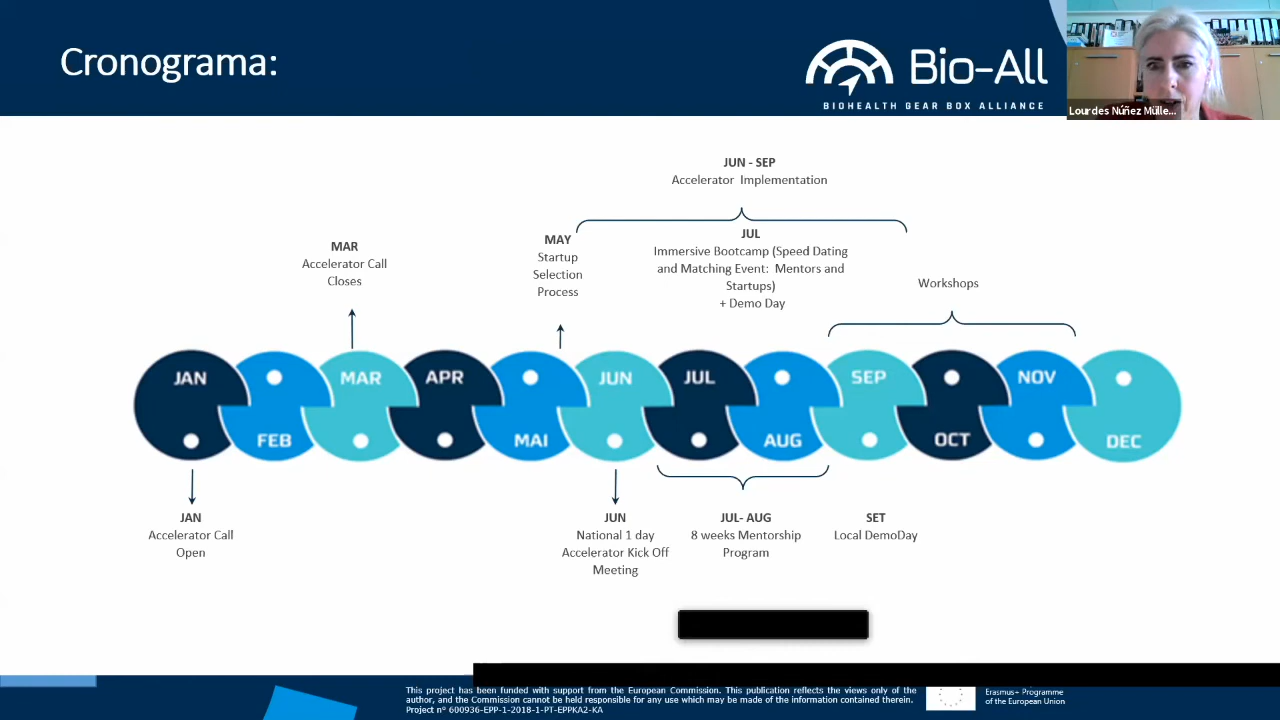 Cronograma:
Bio-All
BIOHEALTH GEAR BOX ALLIANCE
Lourdes Núñez Mülle...
JUN - SEP
Accelerator Implementation
MAR
Accelerator Call
Closes
MAY
Startup
Selection
Process
JUL
Immersive Bootcamp (Speed Dating
and Matching Event: Mentors and
Startups)
+ Demo Day
Workshops
JAN
FEB
MAR
APR
MAI
JUN
JUL
AUG
SEP
OCT
NOV
DEC
JAN
Accelerator Call
Open
JUN
National 1 day
Accelerator Kick Off
Meeting
JUL- AUG
8 weeks Mentorship
Program
SET
Local DemoDay
This project has been funded with support from the European Commission. This publication reflects the views only of the
author, and the Commission cannot be held responsible for any use which may be made of the information contained therein.
Project nº 600936-EPP-1-2018-1-PT-EPPKA2-KA
Erasmus+ Programme
of the European Union